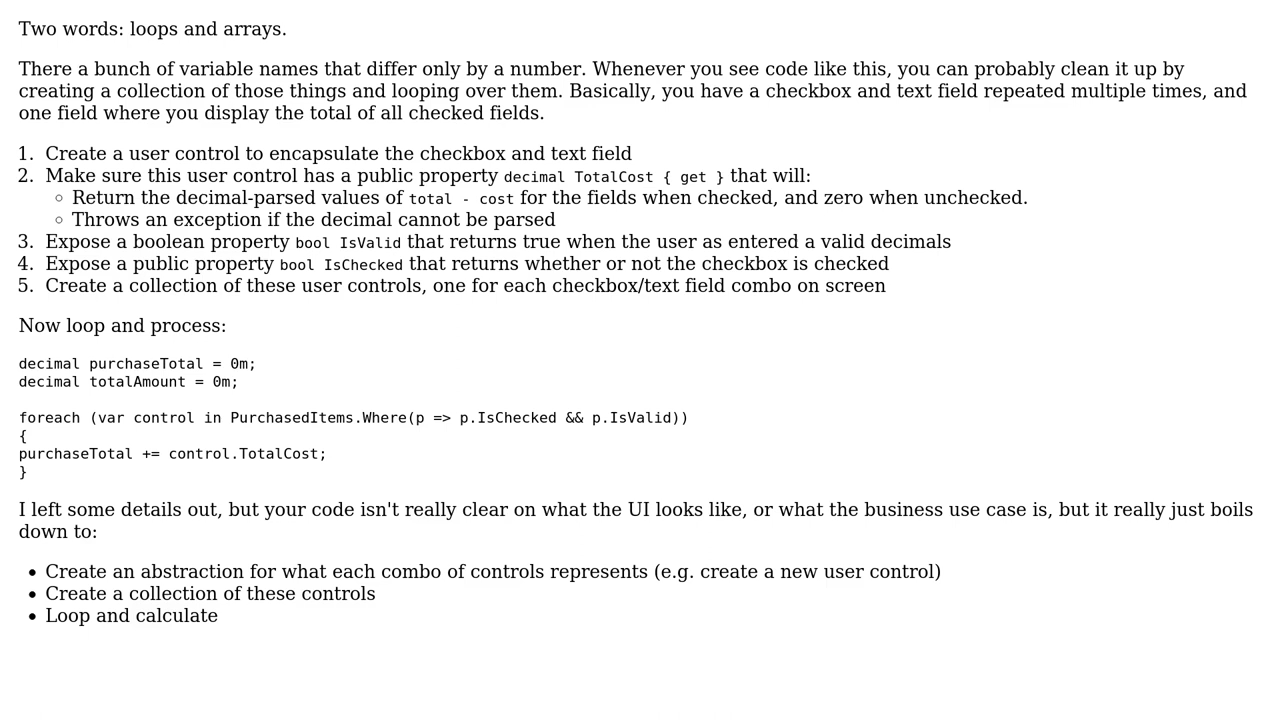 Two words: loops and arrays.
There a bunch of variable names that differ only by a number. Whenever you see code like this, you can probably clean it up by
creating a collection of those things and looping over them. Basically, you have a checkbox and text field repeated multiple times, and
one field where you display the total of all checked fields.
1. Create a user control to encapsulate the checkbox and text field
2. Make sure this user control has a public property decimal TotalCost { get } that will:
◦ Return the decimal-parsed values of total - cost for the fields when checked, and zero when unchecked.
◦ Throws an exception if the decimal cannot be parsed
3. Expose a boolean property bool IsValid that returns true when the user as entered a valid decimals
4. Expose a public property bool IsChecked that returns whether or not the checkbox is checked
5. Create a collection of these user controls, one for each checkbox/text field combo on screen
Now loop and process:
decimal purchaseTotal = 0m;
decimal totalAmount = 0m;
foreach (var control in PurchasedItems.Where(p => p.IsChecked && p.IsValid))
{
purchaseTotal += control.TotalCost;
}
I left some details out, but your code isn't really clear on what the UI looks like, or what the business use case is, but it really just boils
down to:
• Create an abstraction for what each combo of controls represents (e.g. create a new user control)
• Create a collection of these controls
• Loop and calculate